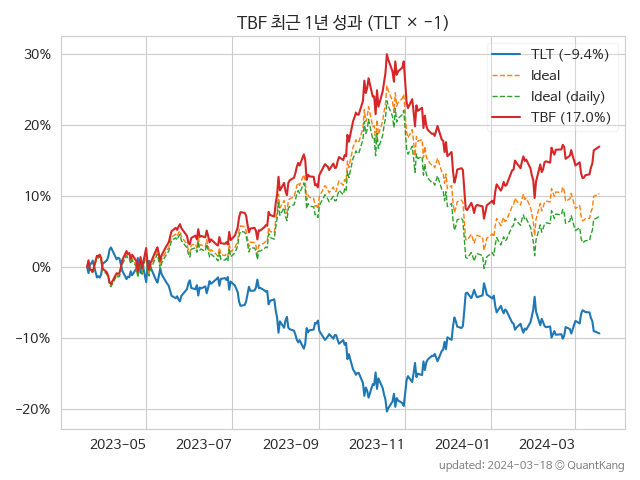 TBF 최근 1년 성과 (TLT × −1)
TLT (−9.4%)
Ideal
Ideal (daily)
TBF (17.0%)
30%
20%
10%
0%
−10%
−20%
2023-05 2023-07 2023-09 2023-11 2024-01 2024-03
updated: 2024-03-18 © QuantKang